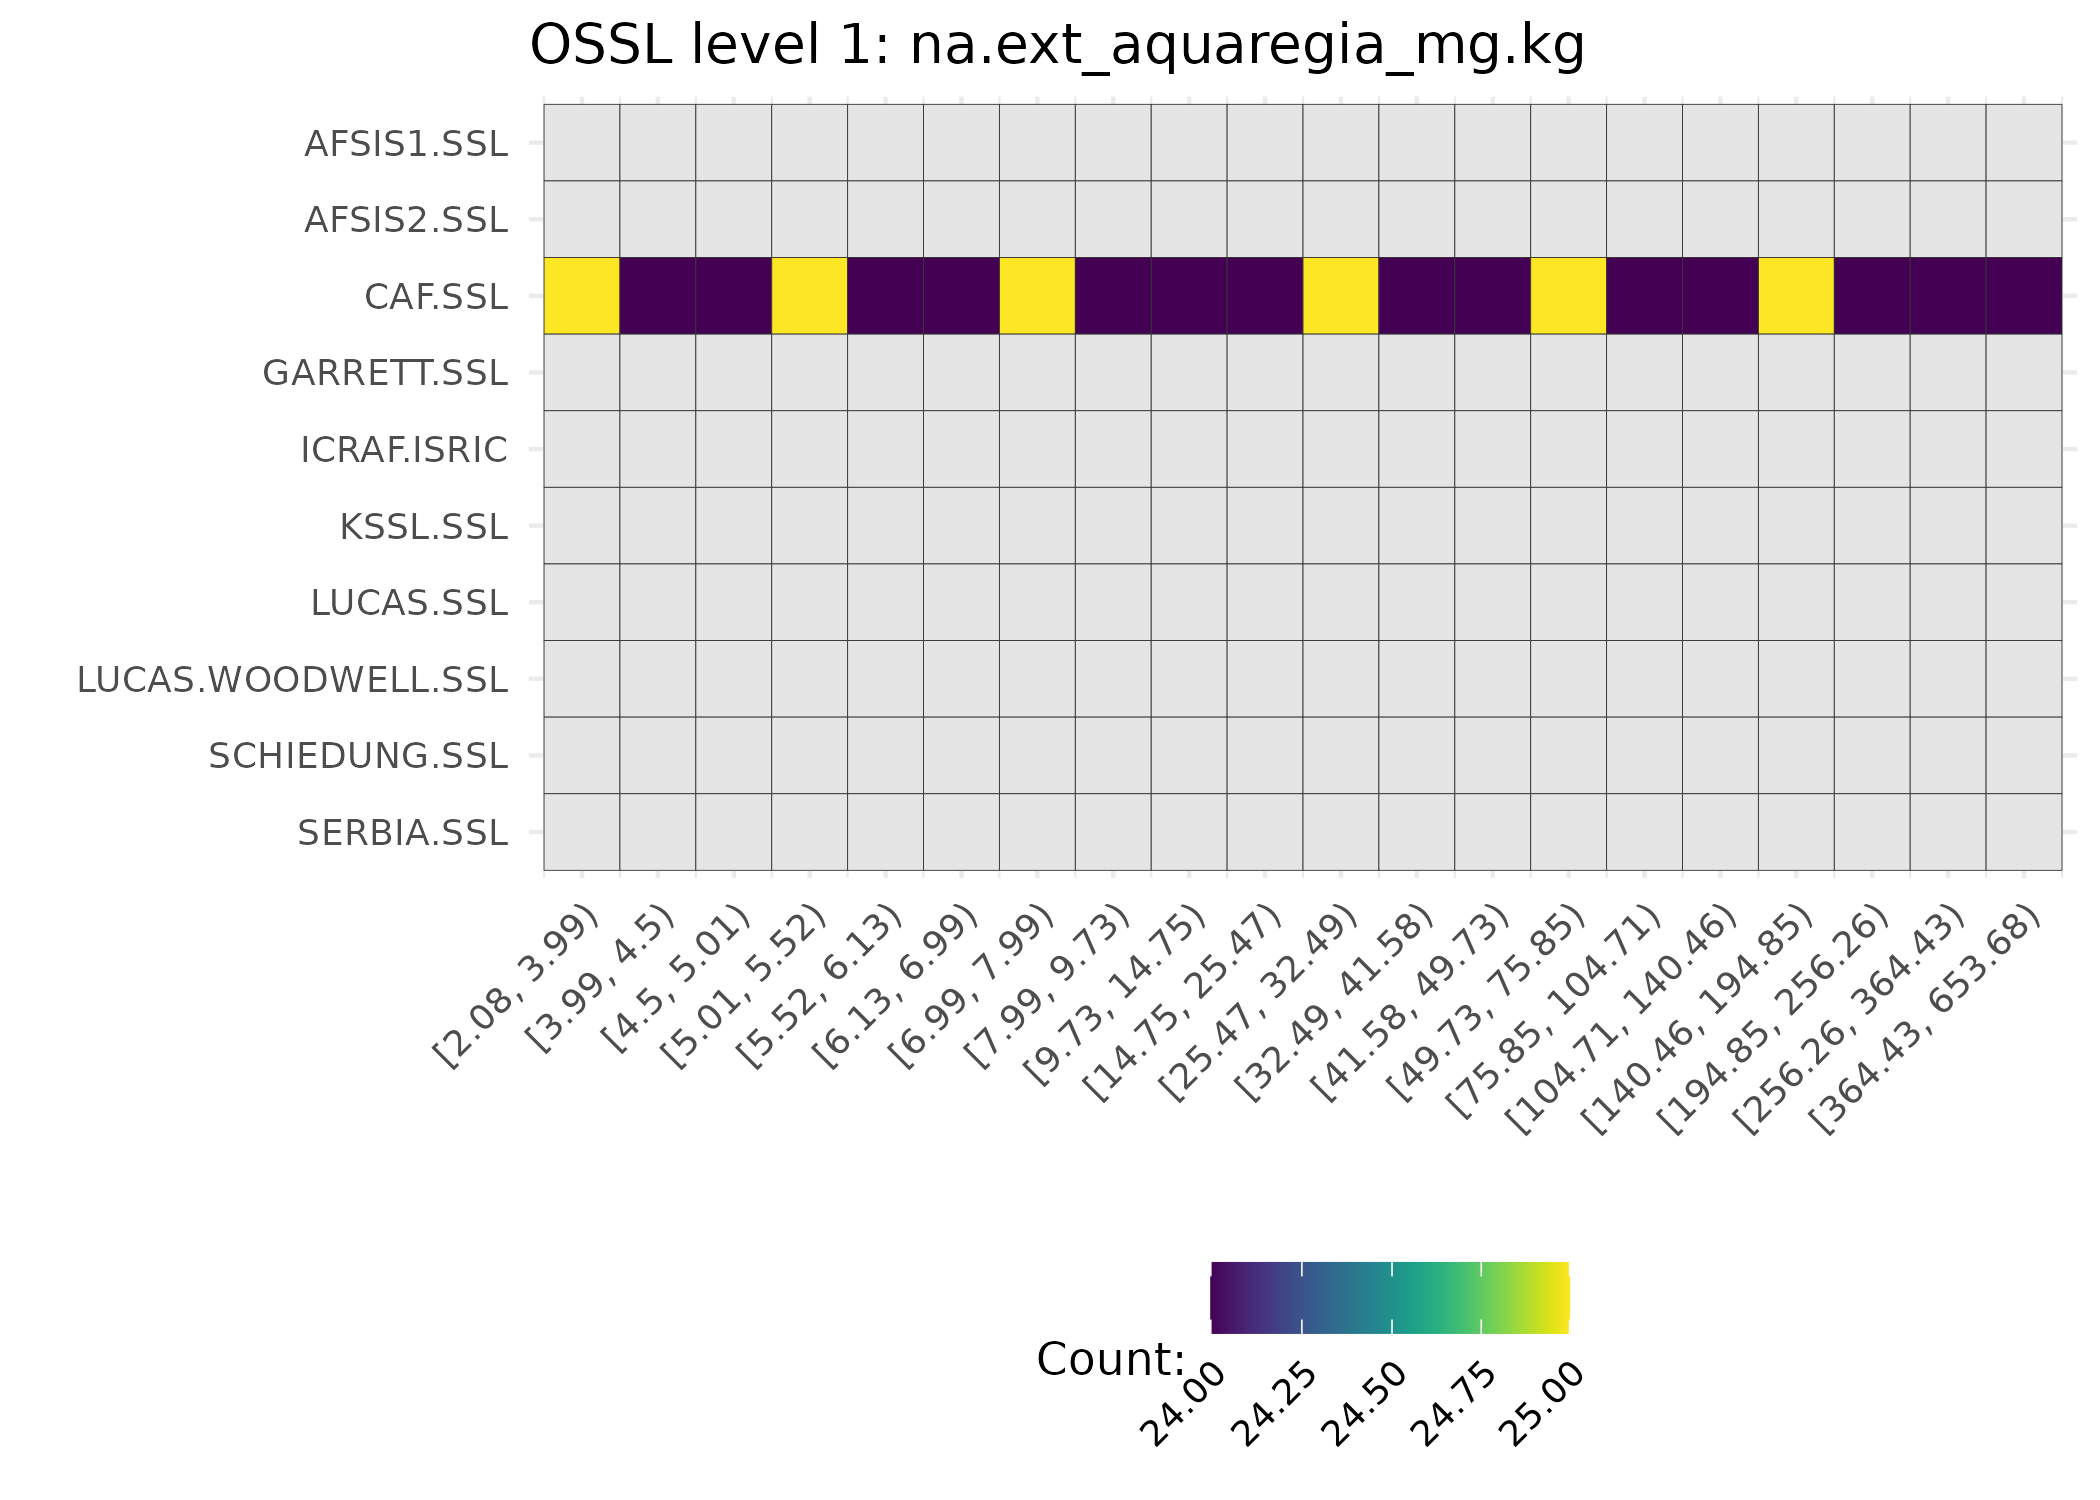 OSSL level 1: na.ext_aquaregia_mg.kg
AFSIS1.SSL
AFSIS2.SSL
CAF.SSL
GARRETT.SSL
ICRAF.ISRIC
KSSL.SSL
LUCAS.SSL
LUCAS.WOODWELL.SSL
SCHIEDUNG.SSL
SERBIA.SSL
[2.08, 3.99)
[3.99, 4.5)
[4.5, 5.01)
[5.01, 5.52)
[5.52, 6.13)
[6.13, 6.99)
[6.99, 7.99)
[7.99, 9.73)
[9.73, 14.75)
[14.75, 25.47)
[25.47, 32.49)
[32.49, 41.58)
[41.58, 49.73)
[49.73, 75.85)
[75.85, 104.71)
[104.71, 140.46)
[140.46, 194.85)
[194.85, 256.26)
[256.26, 364.43)
[364.43, 653.68)
Count:
24.00
24.25
24.50
24.75
25.00